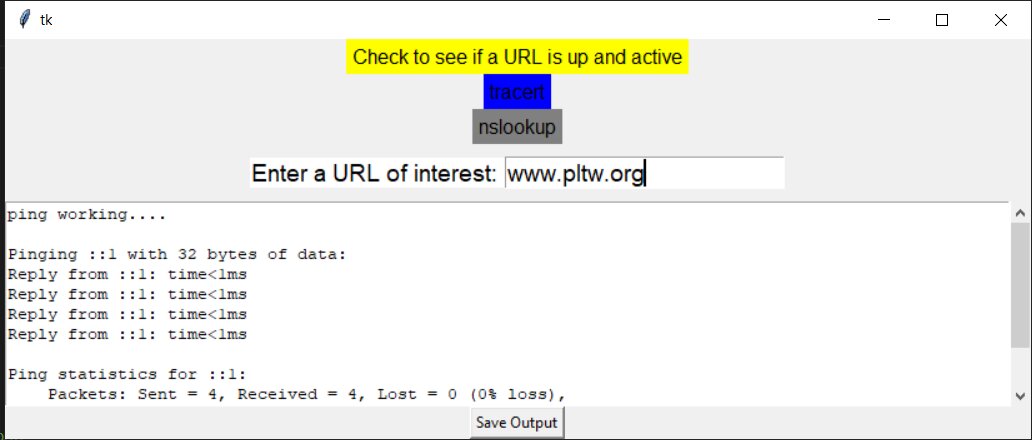 tk
Check to see if a URL is up and active
tracert
nslookup
Enter a URL of interest: www.pltw.org
ping working....
Pinging ::1 with 32 bytes of data:
Reply from ::1: time<1ms
Reply from ::1: time<1ms
Reply from ::1: time<1ms
Reply from ::1: time<1ms
Ping statistics for ::1:
    Packets: Sent = 4, Received = 4, Lost = 0 (0% loss),
Save Output